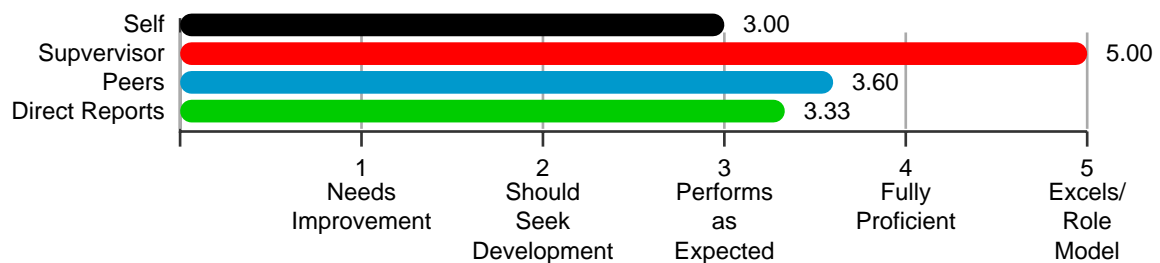 Self 3.00
Supvervisor 5.00
Peers 3.60
Direct Reports 3.33
1 2 3 4 5
Needs Should Performs Fully Excels/
Improvement Seek as Proficient Role
Development Expected Model